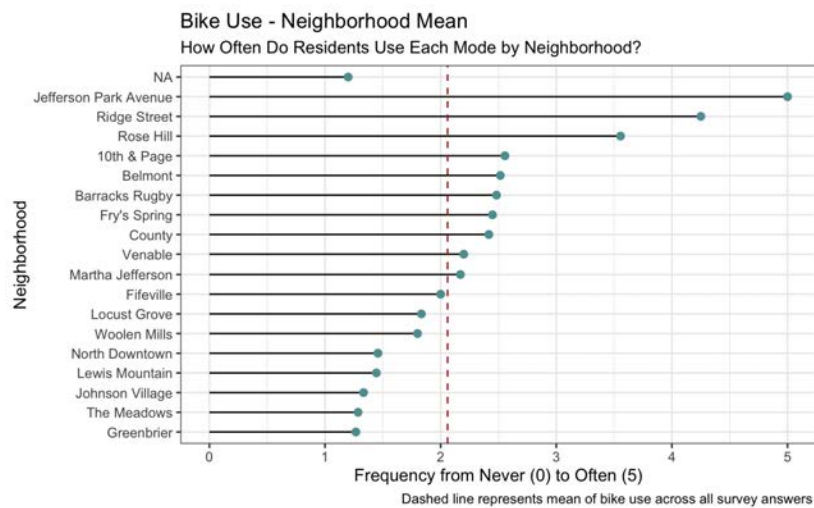 Bike Use - Neighborhood Mean
How Often Do Residents Use Each Mode by Neighborhood?
Neighborhood
NA
Jefferson Park Avenue
Ridge Street
Rose Hill
10th & Page
Belmont
Barracks Rugby
Fry's Spring
County
Venable
Martha Jefferson
Fifeville
Locust Grove
Woolen Mills
North Downtown
Lewis Mountain
Johnson Village
The Meadows
Greenbrier
0 1 2 3 4 5
Frequency from Never (0) to Often (5)
Dashed line represents mean of bike use across all survey answers